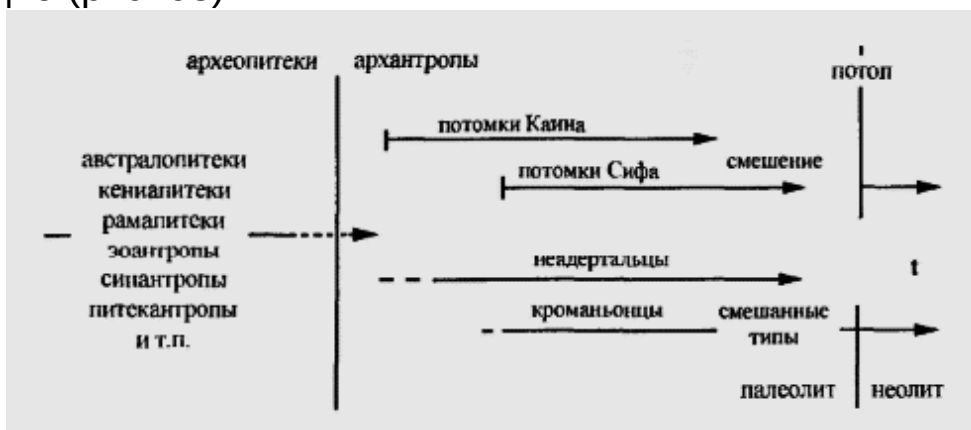 археопитеки
архантропы
потоп
потомки Каина
австралопитеки
кениапитеки
рамапитеки
эоантропы
синантропы
питекантропы
и т.п.
потомки Сифа
смешение
неадертальцы
t
кроманьонцы
смешанные
типы
палеолит
неолит